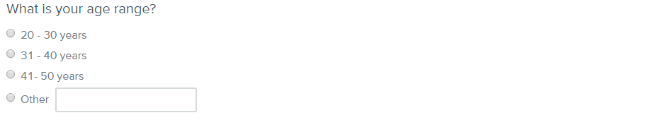 What is your age range?
20 - 30 years
31 - 40 years
41- 50 years
Other